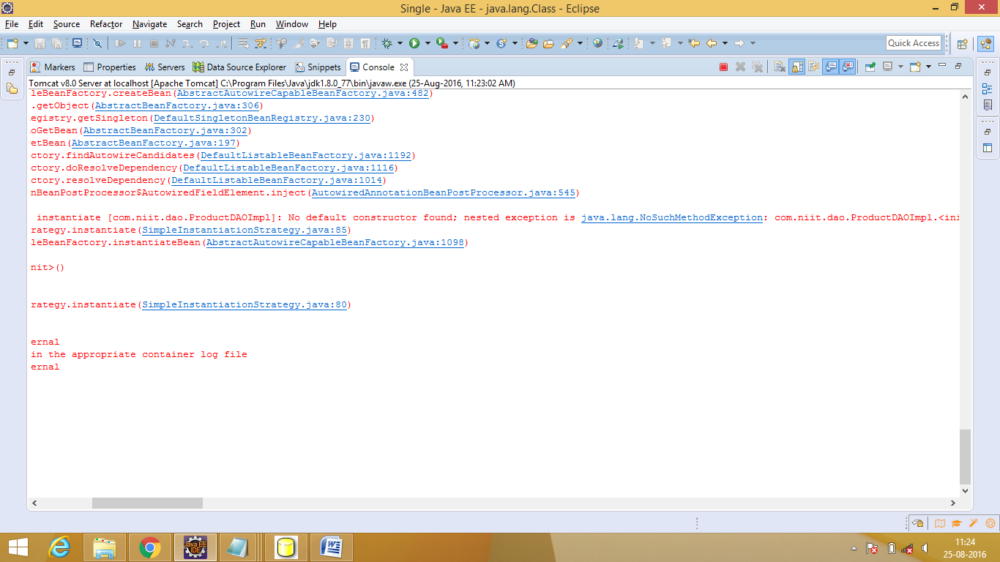 Single - Java EE - java.lang.Class - Eclipse
File Edit Source Refactor Navigate Search Project Run Window Help
Quick Access
Markers Properties Servers Data Source Explorer Snippets Console
Tomcat v8.0 Server at localhost [Apache Tomcat] C:\Program Files\Java\jdk1.8.0_77\bin\javaw.exe (25-Aug-2016, 11:23:02 AM)
leBeanFactory.createBean(AbstractAutowireCapableBeanFactory.java:482)
.getObject(AbstractBeanFactory.java:306)
egistry.getSingleton(DefaultSingletonBeanRegistry.java:230)
oGetBean(AbstractBeanFactory.java:302)
etBean(AbstractBeanFactory.java:197)
ctory.findAutowireCandidates(DefaultListableBeanFactory.java:1192)
ctory.doResolveDependency(DefaultListableBeanFactory.java:1116)
ctory.resolveDependency(DefaultListableBeanFactory.java:1014)
nBeanPostProcessor$AutowiredFieldElement.inject(AutowiredAnnotationBeanPostProcessor.java:545)
instantiate [com.niit.dao.ProductDAOImpl]: No default constructor found; nested exception is java.lang.NoSuchMethodException: com.niit.dao.ProductDAOImpl.<ini
rategy.instantiate(SimpleInstantiationStrategy.java:85)
leBeanFactory.instantiateBean(AbstractAutowireCapableBeanFactory.java:1098)
nit>()
rategy.instantiate(SimpleInstantiationStrategy.java:80)
ernal
in the appropriate container log file
ernal
Java EE
IDE
11:24
25-08-2016